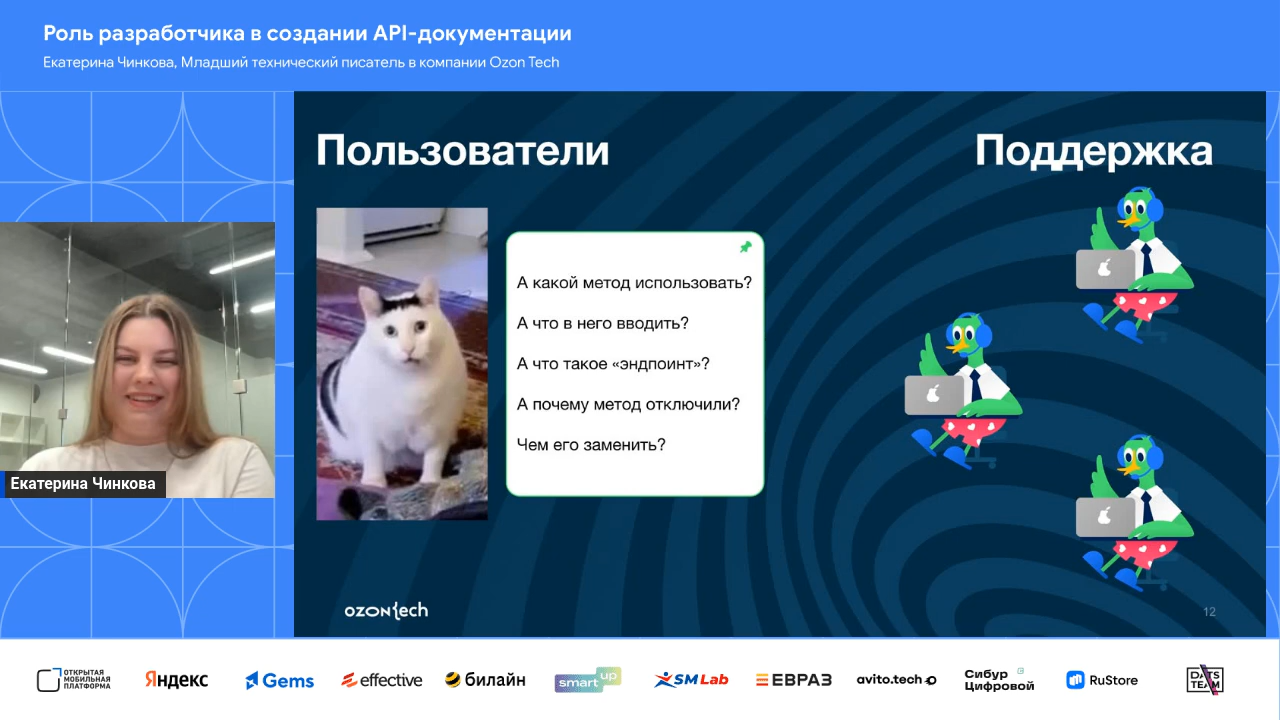 Роль разработчика в создании API-документации
Екатерина Чинкова, Младший технический писатель в компании Ozon Tech
Пользователи
Поддержка
А какой метод использовать?
А что в него вводить?
А что такое «эндпоинт»?
А почему метод отключили?
Чем его заменить?
Екатерина Чинкова
ozon{ech
12
ОТКРЫТАЯ
МОБИЛЬНАЯ
ПЛАТФОРМА
Яндекс
Gems
effective
билайн
smart up
SM Lab
ЕВРАЗ
avito.tech
Сибур
Цифровой
RuStore
DATS
TEAM